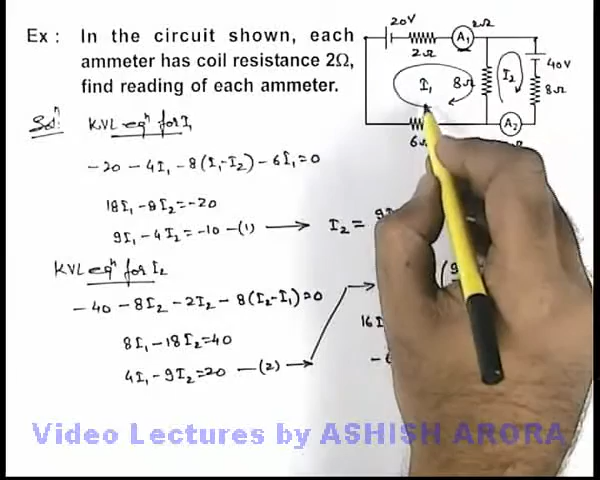 Ex : In the circuit shown, each
ammeter has coil resistance 2Ω,
find reading of each ammeter.
Solⁿ:
KVL eqⁿ for I₁
-20 - 4I₁ - 8(I₁-I₂) - 6I₁ = 0
18I₁ - 8I₂ = -20
9I₁ - 4I₂ = -10 -(1)
I₂ =
KVL eqⁿ for I₂
-40 - 8I₂ - 2I₂ - 8(I₂-I₁) = 0
8I₁ - 18I₂ = 40
4I₁ - 9I₂ = 20 -(2)
20V
2Ω
A₁
2Ω
I₁
8Ω
I₂
40V
8Ω
6Ω
A₂
Video Lectures by ASHISH ARORA